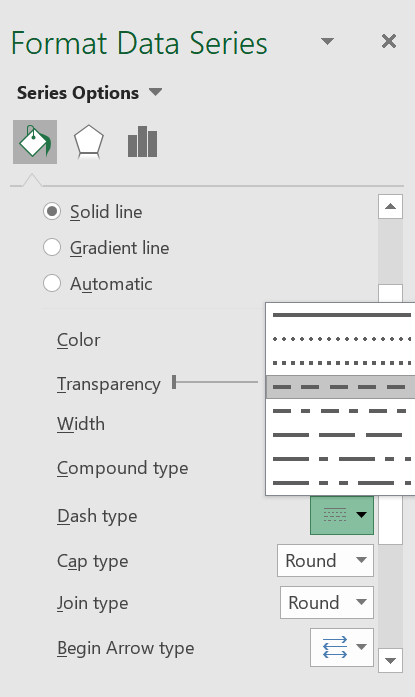 Format Data Series
Series Options
Solid line
Gradient line
Automatic
Color
Transparency
Width
Compound type
Dash type
Cap type Round
Join type Round
Begin Arrow type